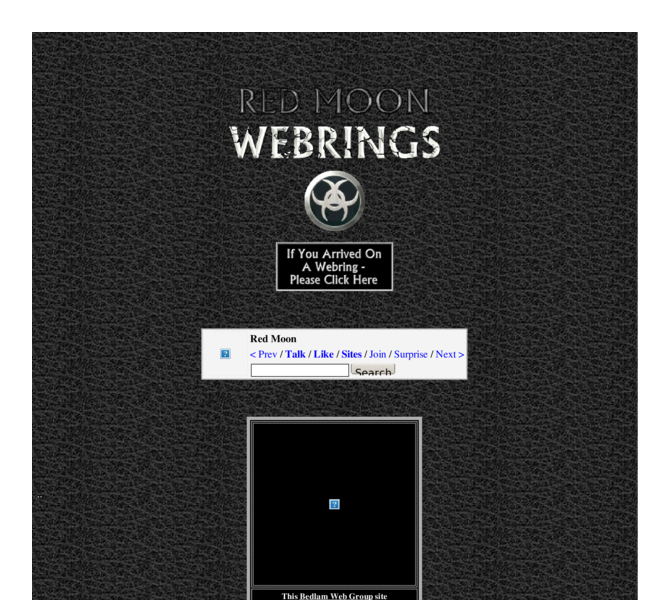 RED MOON
WEBRINGS
If You Arrived On
A Webring -
Please Click Here
Red Moon
< Prev / Talk / Like / Sites / Join / Surprise / Next >
Search
This Bedlam Web Group site